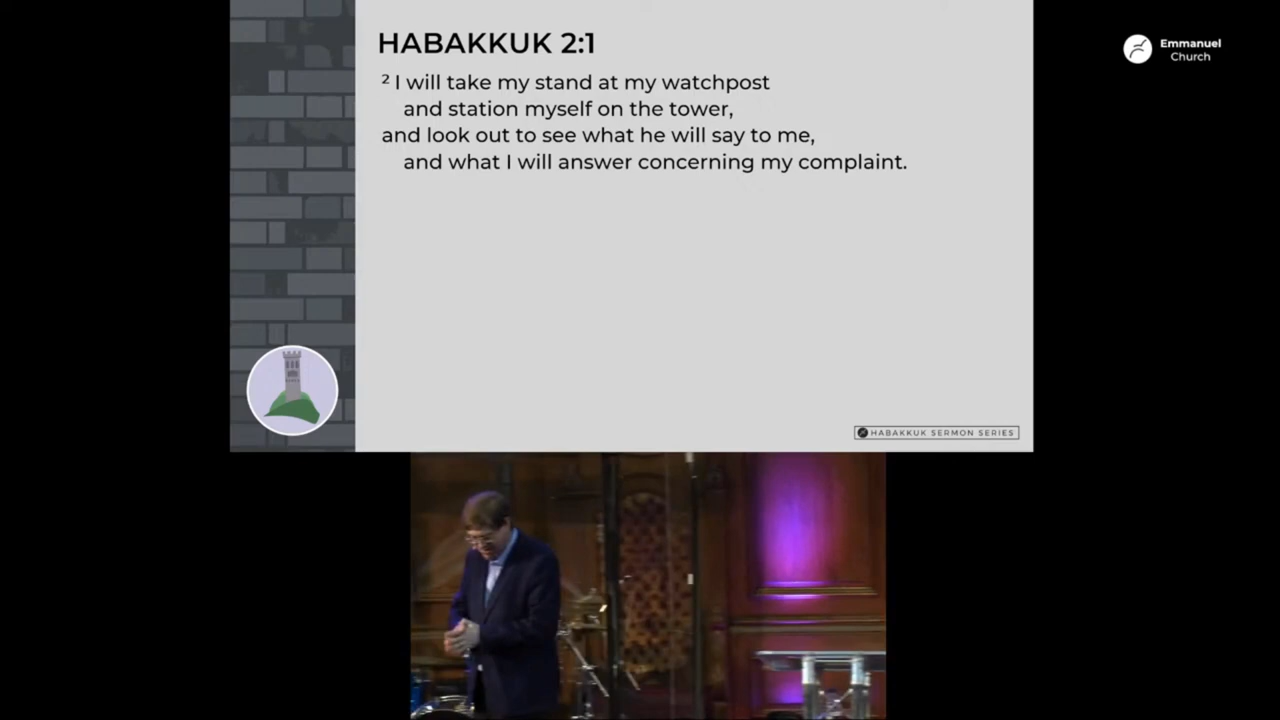 HABAKKUK 2:1
² I will take my stand at my watchpost
and station myself on the tower,
and look out to see what he will say to me,
and what I will answer concerning my complaint.
HABAKKUK SERMON SERIES
Emmanuel
Church